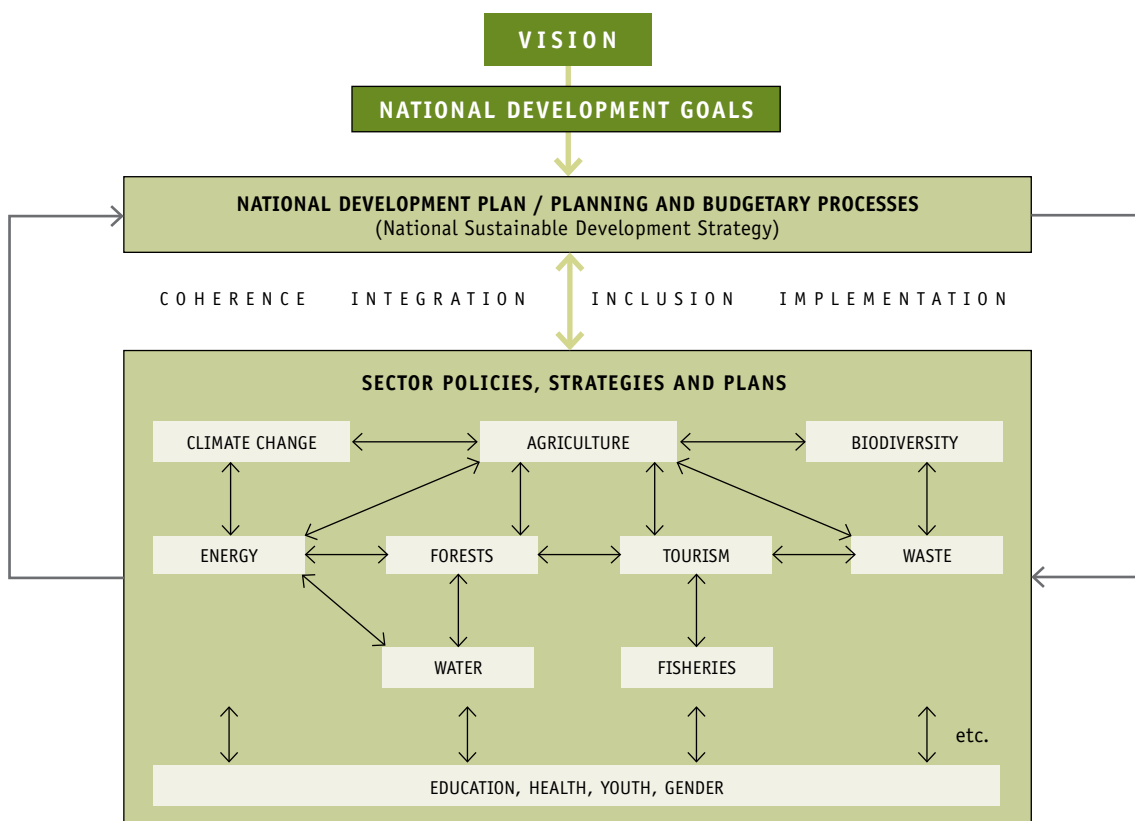 VISION
NATIONAL DEVELOPMENT GOALS
NATIONAL DEVELOPMENT PLAN / PLANNING AND BUDGETARY PROCESSES
(National Sustainable Development Strategy)
COHERENCE INTEGRATION INCLUSION IMPLEMENTATION
SECTOR POLICIES, STRATEGIES AND PLANS
CLIMATE CHANGE AGRICULTURE BIODIVERSITY
ENERGY FORESTS TOURISM WASTE
WATER FISHERIES
etc.
EDUCATION, HEALTH, YOUTH, GENDER